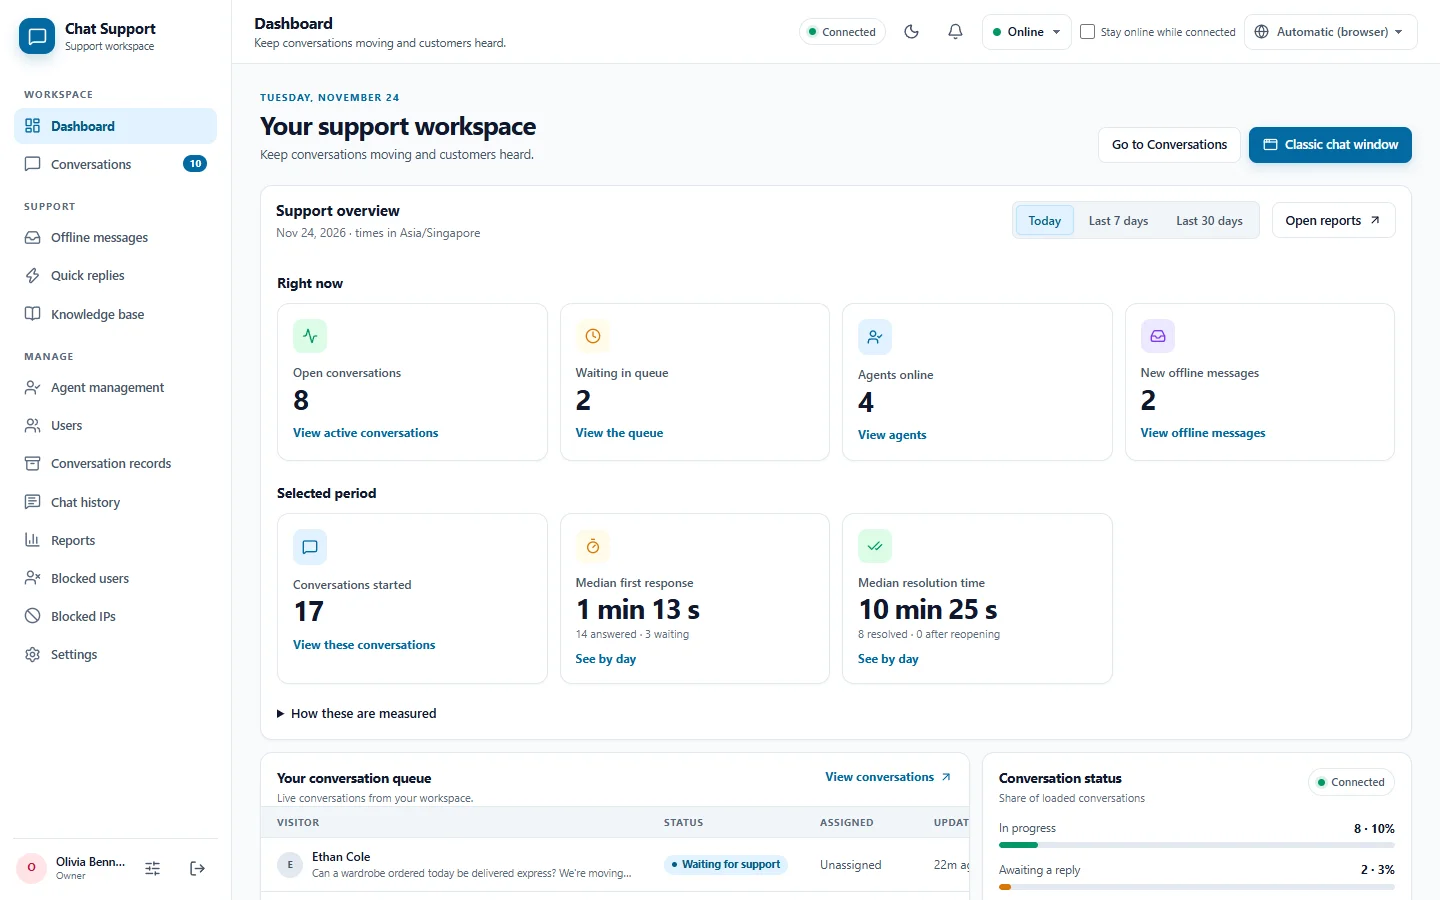 Chat Support
Support workspace
WORKSPACE
Dashboard
Conversations
10
SUPPORT
Offline messages
Quick replies
Knowledge base
MANAGE
Agent management
Users
Conversation records
Chat history
Reports
Blocked users
Blocked IPs
Settings
O
Olivia Benn...
Owner
Dashboard
Keep conversations moving and customers heard.
Connected
Online
Stay online while connected
Automatic (browser)
TUESDAY, NOVEMBER 24
Your support workspace
Keep conversations moving and customers heard.
Go to Conversations
Classic chat window
Support overview
Nov 24, 2026 · times in Asia/Singapore
Today
Last 7 days
Last 30 days
Open reports
Right now
Open conversations
8
View active conversations
Waiting in queue
2
View the queue
Agents online
4
View agents
New offline messages
2
View offline messages
Selected period
Conversations started
17
View these conversations
Median first response
1 min 13 s
14 answered · 3 waiting
See by day
Median resolution time
10 min 25 s
8 resolved · 0 after reopening
See by day
How these are measured
Your conversation queue
Live conversations from your workspace.
View conversations
VISITOR STATUS ASSIGNED UPDAT
E
Ethan Cole
Can a wardrobe ordered today be delivered express? We're moving...
Waiting for support
Unassigned
22m ag
Conversation status
Share of loaded conversations
Connected
In progress 8 · 10%
Awaiting a reply 2 · 3%